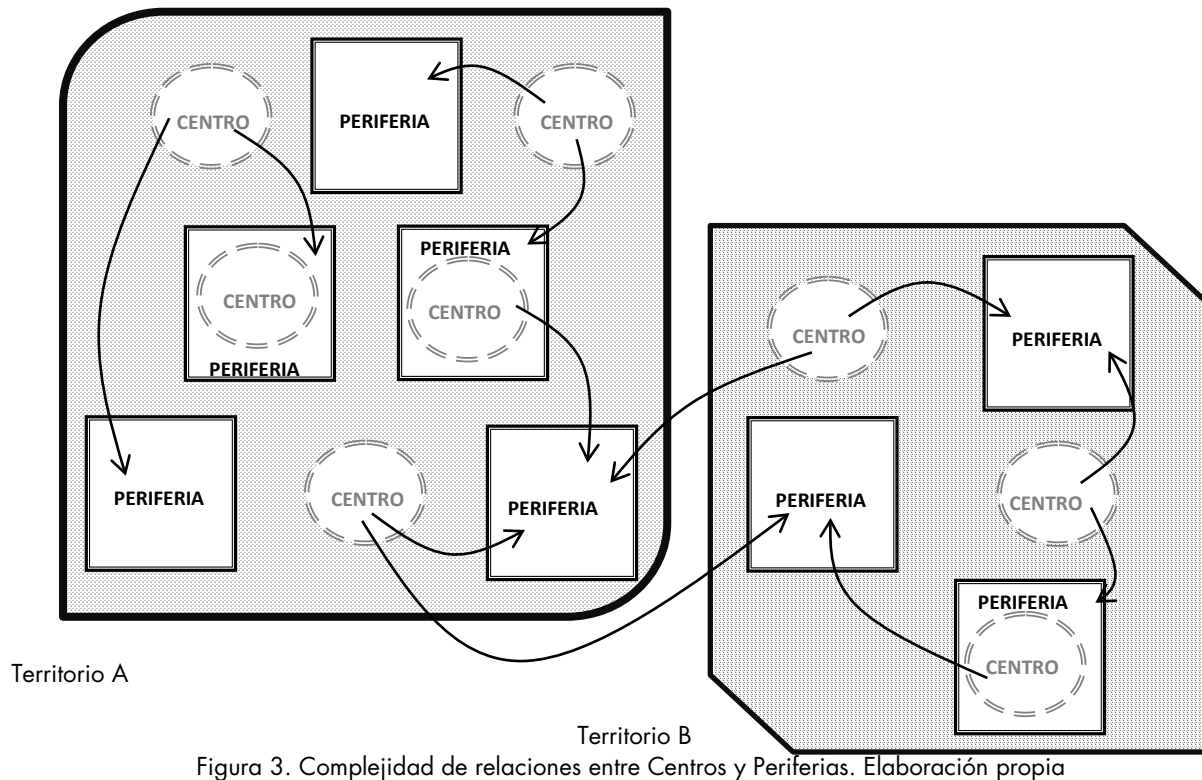 CENTRO
PERIFERIA
CENTRO
PERIFERIA
CENTRO
CENTRO
PERIFERIA
PERIFERIA
CENTRO
PERIFERIA
CENTRO
PERIFERIA
CENTRO
PERIFERIA
PERIFERIA
CENTRO
PERIFERIA
CENTRO
Territorio A
Territorio B
Figura 3. Complejidad de relaciones entre Centros y Periferias. Elaboración propia